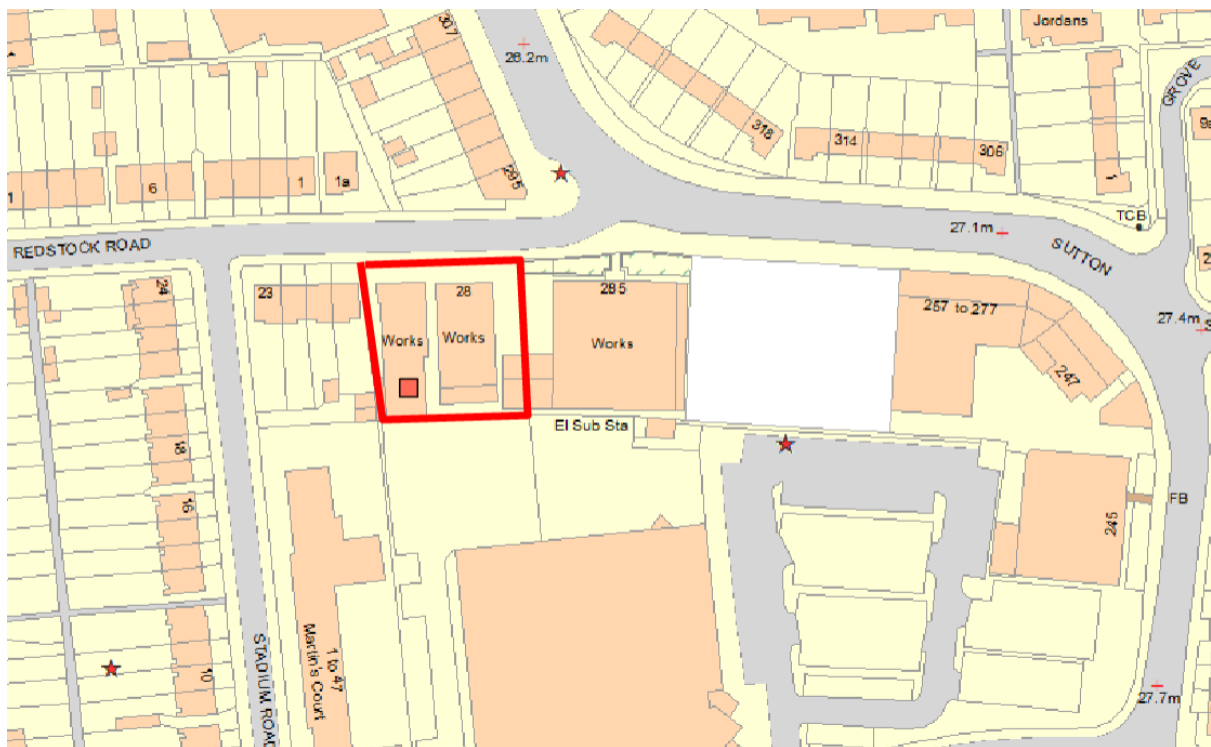 Jordans
307
26.2m
GROVE
9a
318
314
306
1
6
1
1a
295
TCB
27.1m
SUTTON
REDSTOCK ROAD
24
23
28
285
257 to 277
27.4m
Works
Works
Works
247
El Sub Sta
18
16
FB
245
1 to 47
Martin's Court
STADIUM ROAD
10
27.7m
1